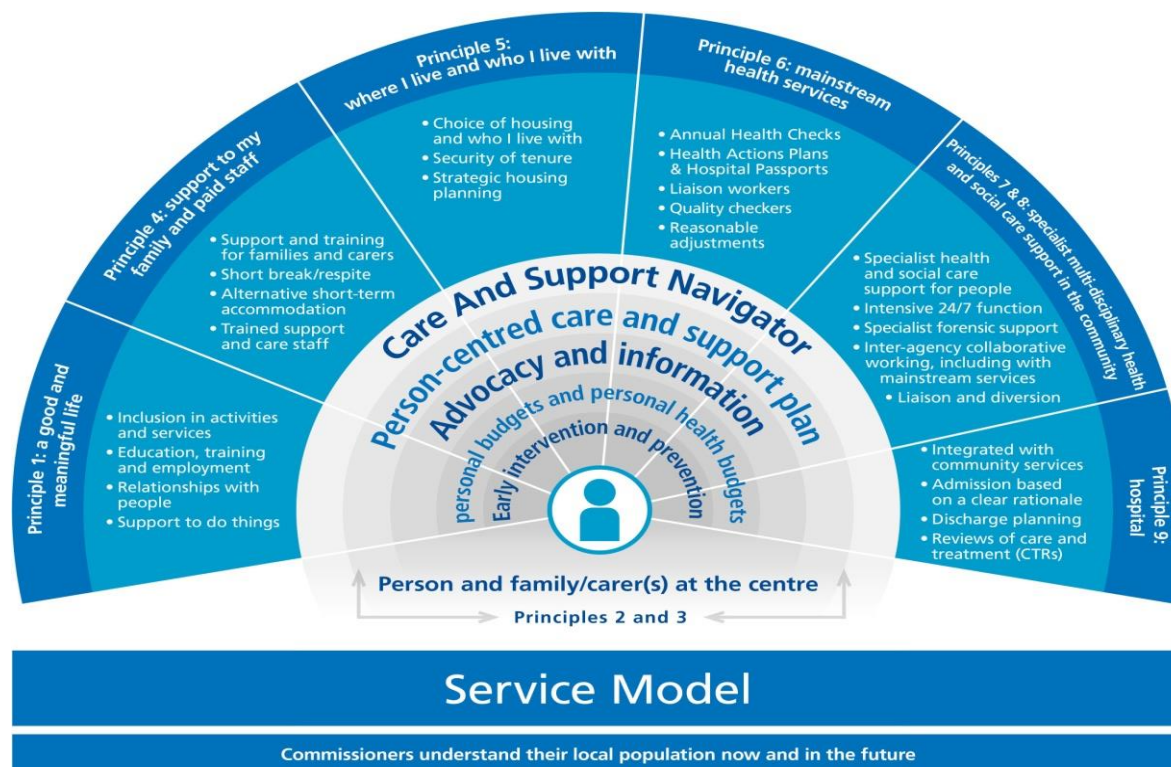 Principle 1: a good and
meaningful life
• Inclusion in activities
and services
• Education, training
and employment
• Relationships with
people
• Support to do things
Principle 4: support to my
family and paid staff
• Support and training
for families and carers
• Short break/respite
• Alternative short-term
accommodation
• Trained support
and care staff
Principle 5:
where I live and who I live with
• Choice of housing
and who I live with
• Security of tenure
• Strategic housing
planning
Principle 6: mainstream
health services
• Annual Health Checks
• Health Actions Plans
& Hospital Passports
• Liaison workers
• Quality checkers
• Reasonable
adjustments
Principles 7 & 8: specialist multi-disciplinary health
and social care support in the community
• Specialist health
and social care
support for people
• Intensive 24/7 function
• Specialist forensic support
• Inter-agency collaborative
working, including with
mainstream services
• Liaison and diversion
Principle 9:
hospital
• Integrated with
community services
• Admission based
on a clear rationale
• Discharge planning
• Reviews of care and
treatment (CTRs)
Care And Support Navigator
Person-centred care and support plan
Advocacy and information
personal budgets and personal health budgets
Early intervention and prevention
Person and family/carer(s) at the centre
Principles 2 and 3
Service Model
Commissioners understand their local population now and in the future